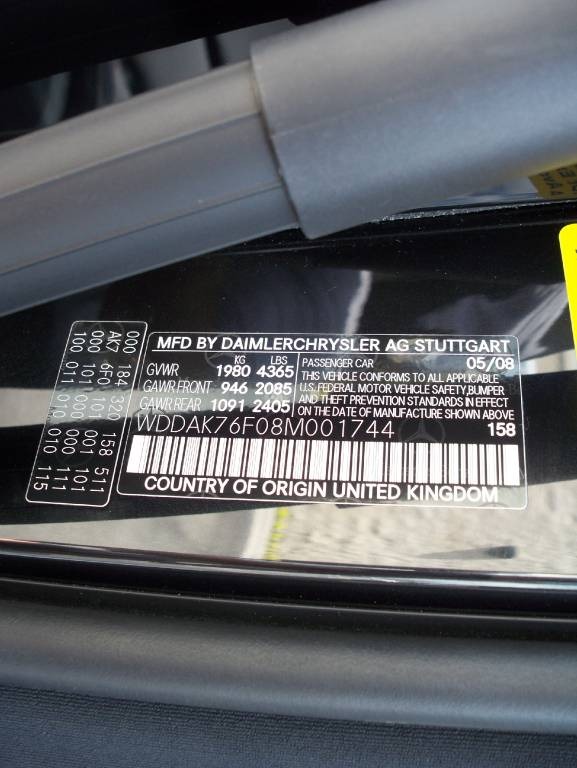 MFD BY DAIMLERCHRYSLER AG STUTTGART
KG LBS
GVWR 1980 4365
GAWR FRONT 946 2085
GAWR REAR 1091 2405
PASSENGER CAR 05/08
THIS VEHICLE CONFORMS TO ALL APPLICABLE
U.S. FEDERAL MOTOR VEHICLE SAFETY, BUMPER
AND THEFT PREVENTION STANDARDS IN EFFECT
ON THE DATE OF MANUFACTURE SHOWN ABOVE
WDDAK76F08M001744 158
COUNTRY OF ORIGIN UNITED KINGDOM
000 184 320 158 511
AK7 6F0 101 001 101
000 101 000 000 111
100 011 010 010 115